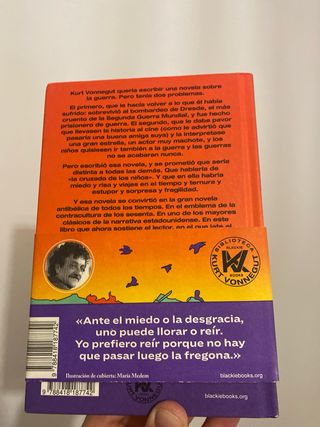 Kurt Vonnegut quería escribir una novela sobre
la guerra. Pero tenía dos problemas.
El primero, que le hacía volver a lo que él había
sufrido: sobrevivió al bombardeo de Dresde, el más
cruento de la Segunda Guerra Mundial, y fue hecho
prisionero de guerra. El segundo, que le daba pavor
que llevasen la historia al cine (como le advirtió que
pasaría una buena amiga suya) y la interpretase
una gran estrella, un actor muy machote, y los
niños quisiesen ir también a la guerra y las guerras
no se acabaran nunca.
Pero escribió esa novela, y se prometió que sería
distinta a todas las demás. Que hablaría de
«la cruzada de los niños». Y que en ella habría
miedo y risa y viajes en el tiempo y ternura y
estupor y sorpresa y fragilidad.
Y esa novela se convirtió en la gran novela
antibélica de todos los tiempos. En el emblema de la
contracultura de los sesenta. En uno de los mayores
clásicos de la narrativa estadounidense. En este
libro que ahora sostiene el lector, en el que late el
BIBLIOTECA
BLACKIE
BOOKS
KURT VONNEGUT
«Ante el miedo o la desgracia,
uno puede llorar o reír.
Yo prefiero reír porque no hay
que pasar luego la fregona.»
Ilustración de cubierta: María Medem
blackiebooks.org
9 788418 187742
blackiebooks.org
9 788418 187742